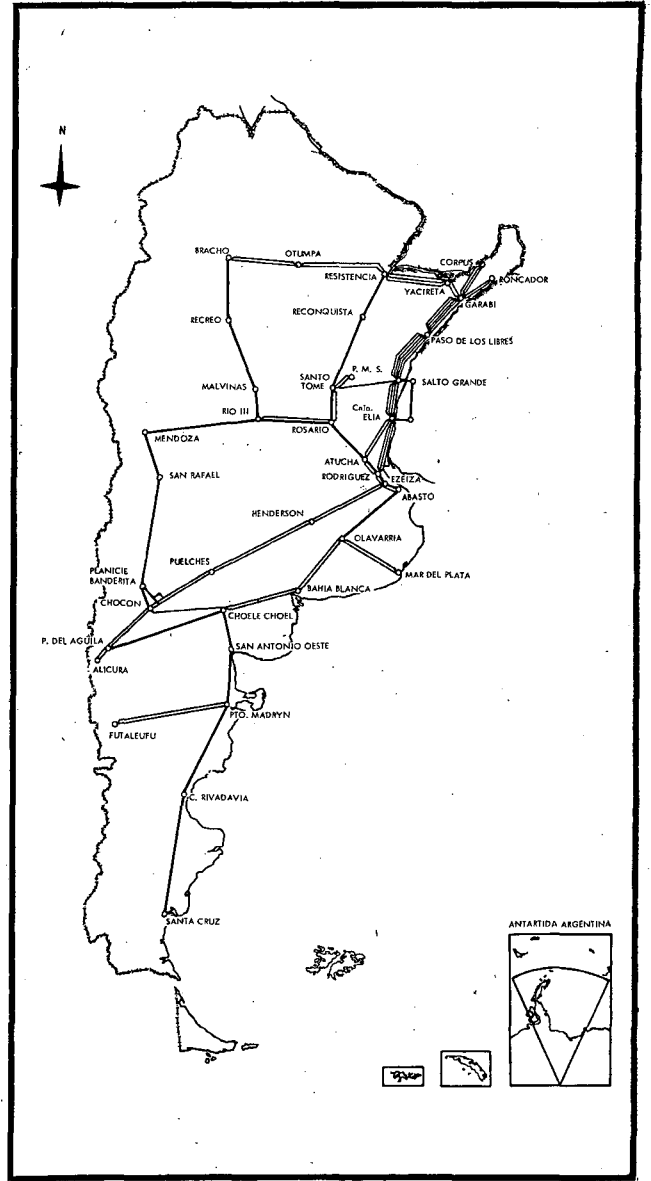 N
BRACHO
OTUMPA
RESISTENCIA
CORPUS
RONCADOR
YACIRETA
GARABI
RECREO
RECONQUISTA
PASO DE LOS LIBRES
P. M. S.
SANTO
TOME
SALTO GRANDE
MALVINAS
RIO III
Cnia.
ELIA
ROSARIO
MENDOZA
ATUCHA
RODRIGUEZ
EZEIZA
ABASTO
SAN RAFAEL
HENDERSON
OLAVARRIA
PUELCHES
PLANICIE
BANDERITA
MAR DEL PLATA
BAHIA BLANCA
CHOCON
CHOELE CHOEL
P. DEL AGUILA
SAN ANTONIO OESTE
ALICURA
PTO. MADRYN
FUTALEUFU
C. RIVADAVIA
SANTA CRUZ
ANTARTIDA ARGENTINA